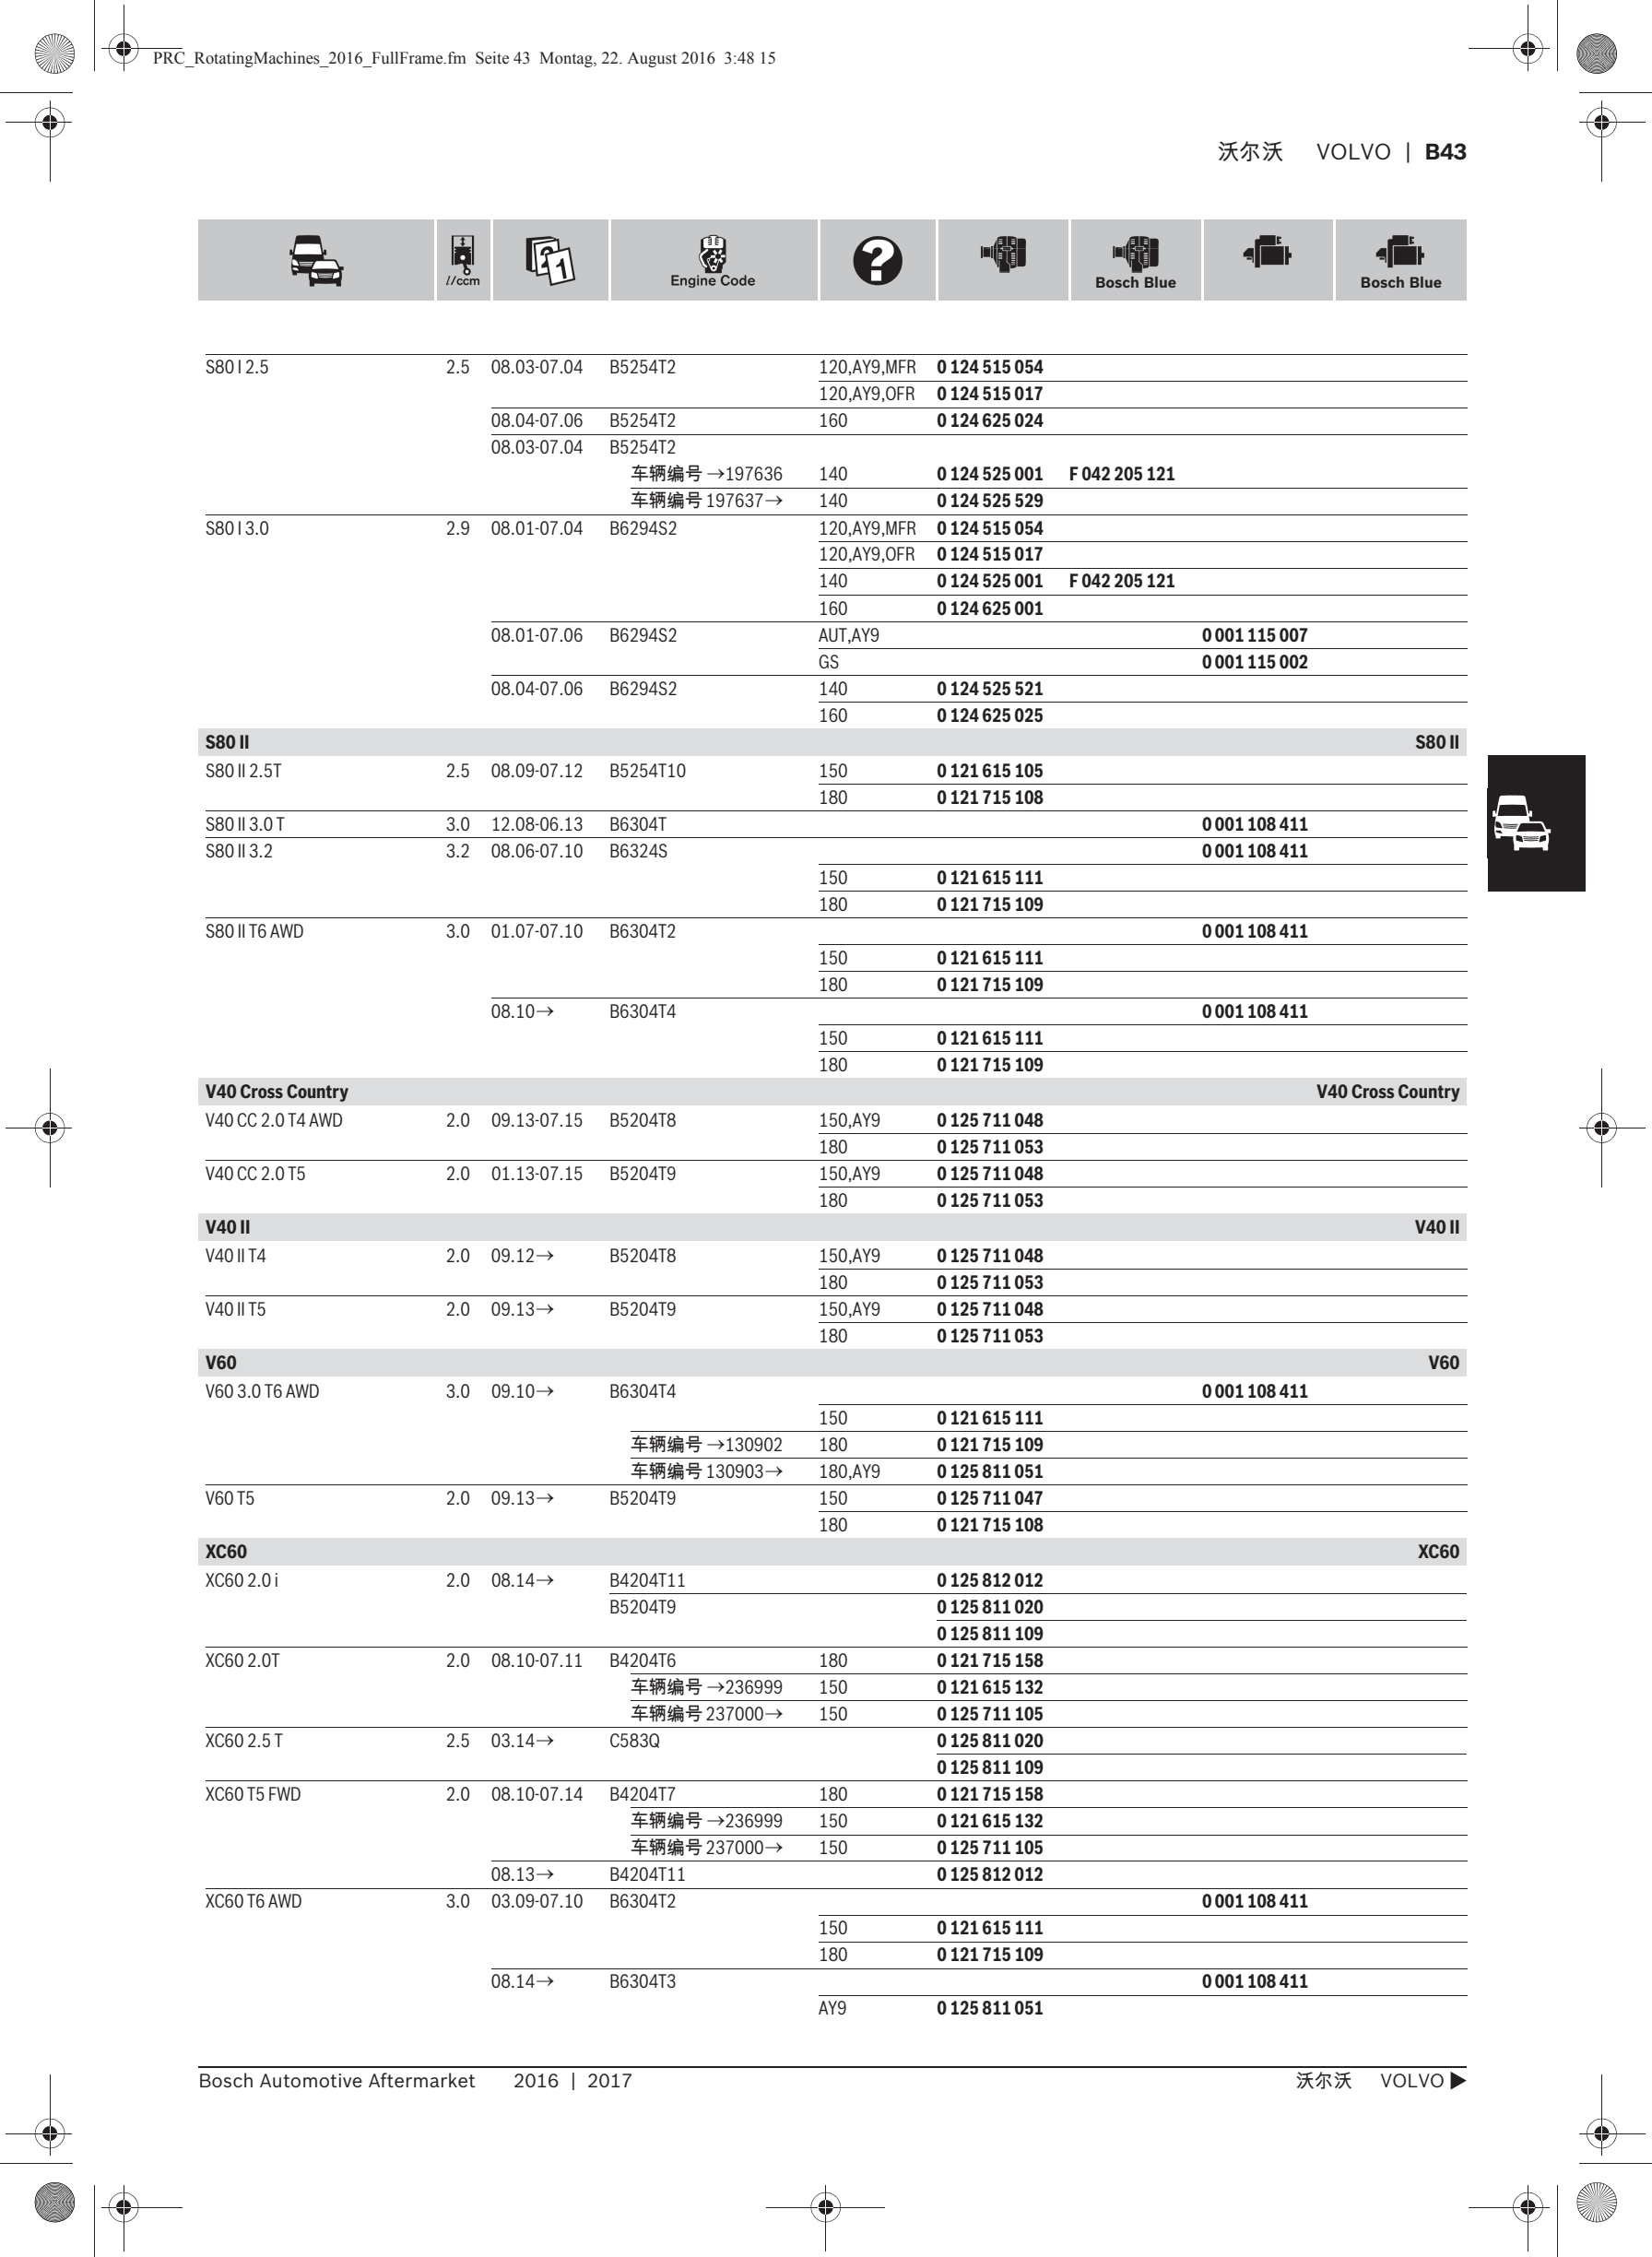 PRC_RotatingMachines_2016_FullFrame.fm Seite 43 Montag, 22. August 2016 3:48 15
沃尔沃 VOLVO | B43
l/ccm Engine Code ? Bosch Blue Bosch Blue
S80 I 2.5 2.5 08.03-07.04 B5254T2 120,AY9,MFR 0 124 515 054
120,AY9,OFR 0 124 515 017
08.04-07.06 B5254T2 160 0 124 625 024
08.03-07.04 B5254T2
车辆编号 →197636 140 0 124 525 001 F 042 205 121
车辆编号 197637→ 140 0 124 525 529
S80 I 3.0 2.9 08.01-07.04 B6294S2 120,AY9,MFR 0 124 515 054
120,AY9,OFR 0 124 515 017
140 0 124 525 001 F 042 205 121
160 0 124 625 001
08.01-07.06 B6294S2 AUT,AY9 0 001 115 007
GS 0 001 115 002
08.04-07.06 B6294S2 140 0 124 525 521
160 0 124 625 025
S80 II S80 II
S80 II 2.5T 2.5 08.09-07.12 B5254T10 150 0 121 615 105
180 0 121 715 108
S80 II 3.0 T 3.0 12.08-06.13 B6304T 0 001 108 411
S80 II 3.2 3.2 08.06-07.10 B6324S 0 001 108 411
150 0 121 615 111
180 0 121 715 109
S80 II T6 AWD 3.0 01.07-07.10 B6304T2 0 001 108 411
150 0 121 615 111
180 0 121 715 109
08.10→ B6304T4 0 001 108 411
150 0 121 615 111
180 0 121 715 109
V40 Cross Country V40 Cross Country
V40 CC 2.0 T4 AWD 2.0 09.13-07.15 B5204T8 150,AY9 0 125 711 048
180 0 125 711 053
V40 CC 2.0 T5 2.0 01.13-07.15 B5204T9 150,AY9 0 125 711 048
180 0 125 711 053
V40 II V40 II
V40 II T4 2.0 09.12→ B5204T8 150,AY9 0 125 711 048
180 0 125 711 053
V40 II T5 2.0 09.13→ B5204T9 150,AY9 0 125 711 048
180 0 125 711 053
V60 V60
V60 3.0 T6 AWD 3.0 09.10→ B6304T4 0 001 108 411
150 0 121 615 111
车辆编号 →130902 180 0 121 715 109
车辆编号 130903→ 180,AY9 0 125 811 051
V60 T5 2.0 09.13→ B5204T9 150 0 125 711 047
180 0 121 715 108
XC60 XC60
XC60 2.0 i 2.0 08.14→ B4204T11 0 125 812 012
B5204T9 0 125 811 020
0 125 811 109
XC60 2.0T 2.0 08.10-07.11 B4204T6 180 0 121 715 158
车辆编号 →236999 150 0 121 615 132
车辆编号 237000→ 150 0 125 711 105
XC60 2.5 T 2.5 03.14→ C583Q 0 125 811 020
0 125 811 109
XC60 T5 FWD 2.0 08.10-07.14 B4204T7 180 0 121 715 158
车辆编号 →236999 150 0 121 615 132
车辆编号 237000→ 150 0 125 711 105
08.13→ B4204T11 0 125 812 012
XC60 T6 AWD 3.0 03.09-07.10 B6304T2 0 001 108 411
150 0 121 615 111
180 0 121 715 109
08.14→ B6304T3 0 001 108 411
AY9 0 125 811 051
Bosch Automotive Aftermarket 2016 | 2017 沃尔沃 VOLVO ▶